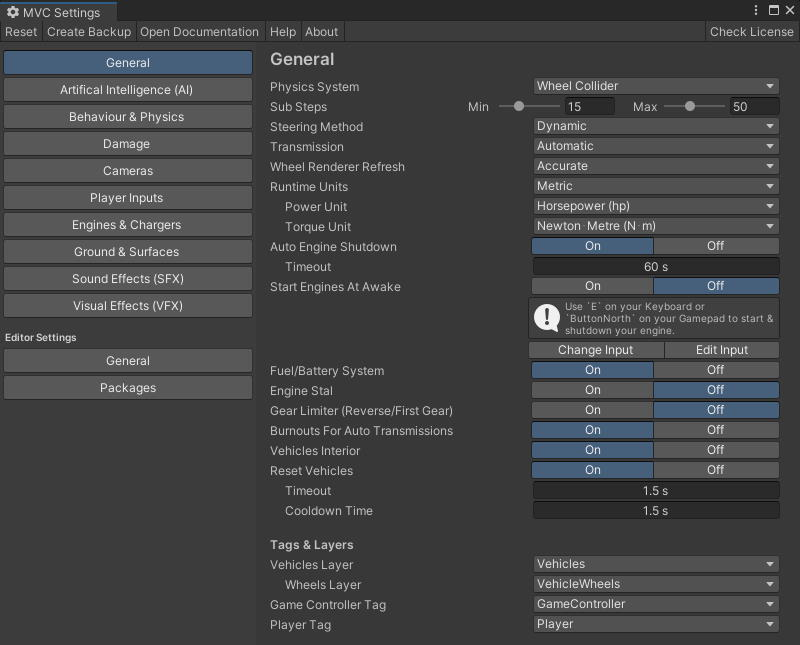 MVC Settings
Reset Create Backup Open Documentation Help About Check License
General
Artifical Intelligence (AI)
Behaviour & Physics
Damage
Cameras
Player Inputs
Engines & Chargers
Ground & Surfaces
Sound Effects (SFX)
Visual Effects (VFX)
Editor Settings
General
Packages
General
Physics System Wheel Collider
Sub Steps Min 15 Max 50
Steering Method Dynamic
Transmission Automatic
Wheel Renderer Refresh Accurate
Runtime Units Metric
Power Unit Horsepower (hp)
Torque Unit Newton·Metre (N·m)
Auto Engine Shutdown On Off
Timeout 60 s
Start Engines At Awake On Off
Use `E` on your Keyboard or
`ButtonNorth` on your Gamepad to start &
shutdown your engine.
Change Input Edit Input
Fuel/Battery System On Off
Engine Stal On Off
Gear Limiter (Reverse/First Gear) On Off
Burnouts For Auto Transmissions On Off
Vehicles Interior On Off
Reset Vehicles On Off
Timeout 1.5 s
Cooldown Time 1.5 s
Tags & Layers
Vehicles Layer Vehicles
Wheels Layer VehicleWheels
Game Controller Tag GameController
Player Tag Player